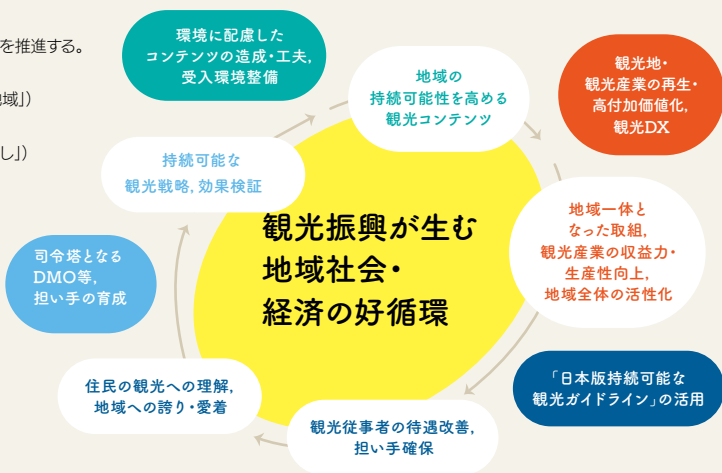 を推進する。
地域」)
し」)
環境に配慮した
コンテンツの造成・工夫,
受入環境整備
地域の
持続可能性を高める
観光コンテンツ
観光地・
観光産業の再生・
高付加価値化,
観光DX
持続可能な
観光戦略, 効果検証
観光振興が生む
地域社会・
経済の好循環
地域一体と
なった取組,
観光産業の収益力・
生産性向上,
地域全体の活性化
司令塔となる
DMO等,
担い手の育成
「日本版持続可能な
観光ガイドライン」の活用
住民の観光への理解,
地域への誇り・愛着
観光従事者の待遇改善,
担い手確保